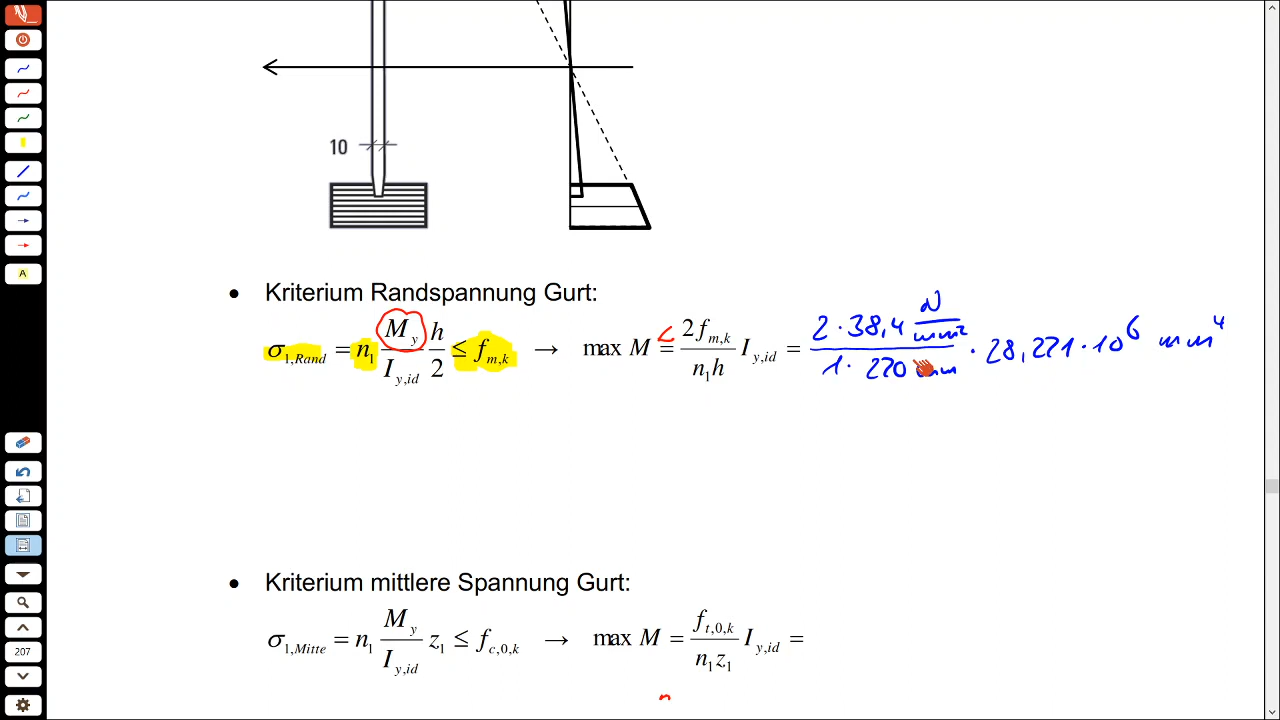 10
• Kriterium Randspannung Gurt:
σ1,Rand = n1 My/Iy,id h/2 ≤ fm,k → max M = 2fm,k/n1h Iy,id = 2·38,4 N/mm²/1·220 mm · 28,271·10⁶ mm⁴
• Kriterium mittlere Spannung Gurt:
σ1,Mitte = n1 My/Iy,id z1 ≤ fc,0,k → max M = ft,0,k/n1z1 Iy,id =
A
207